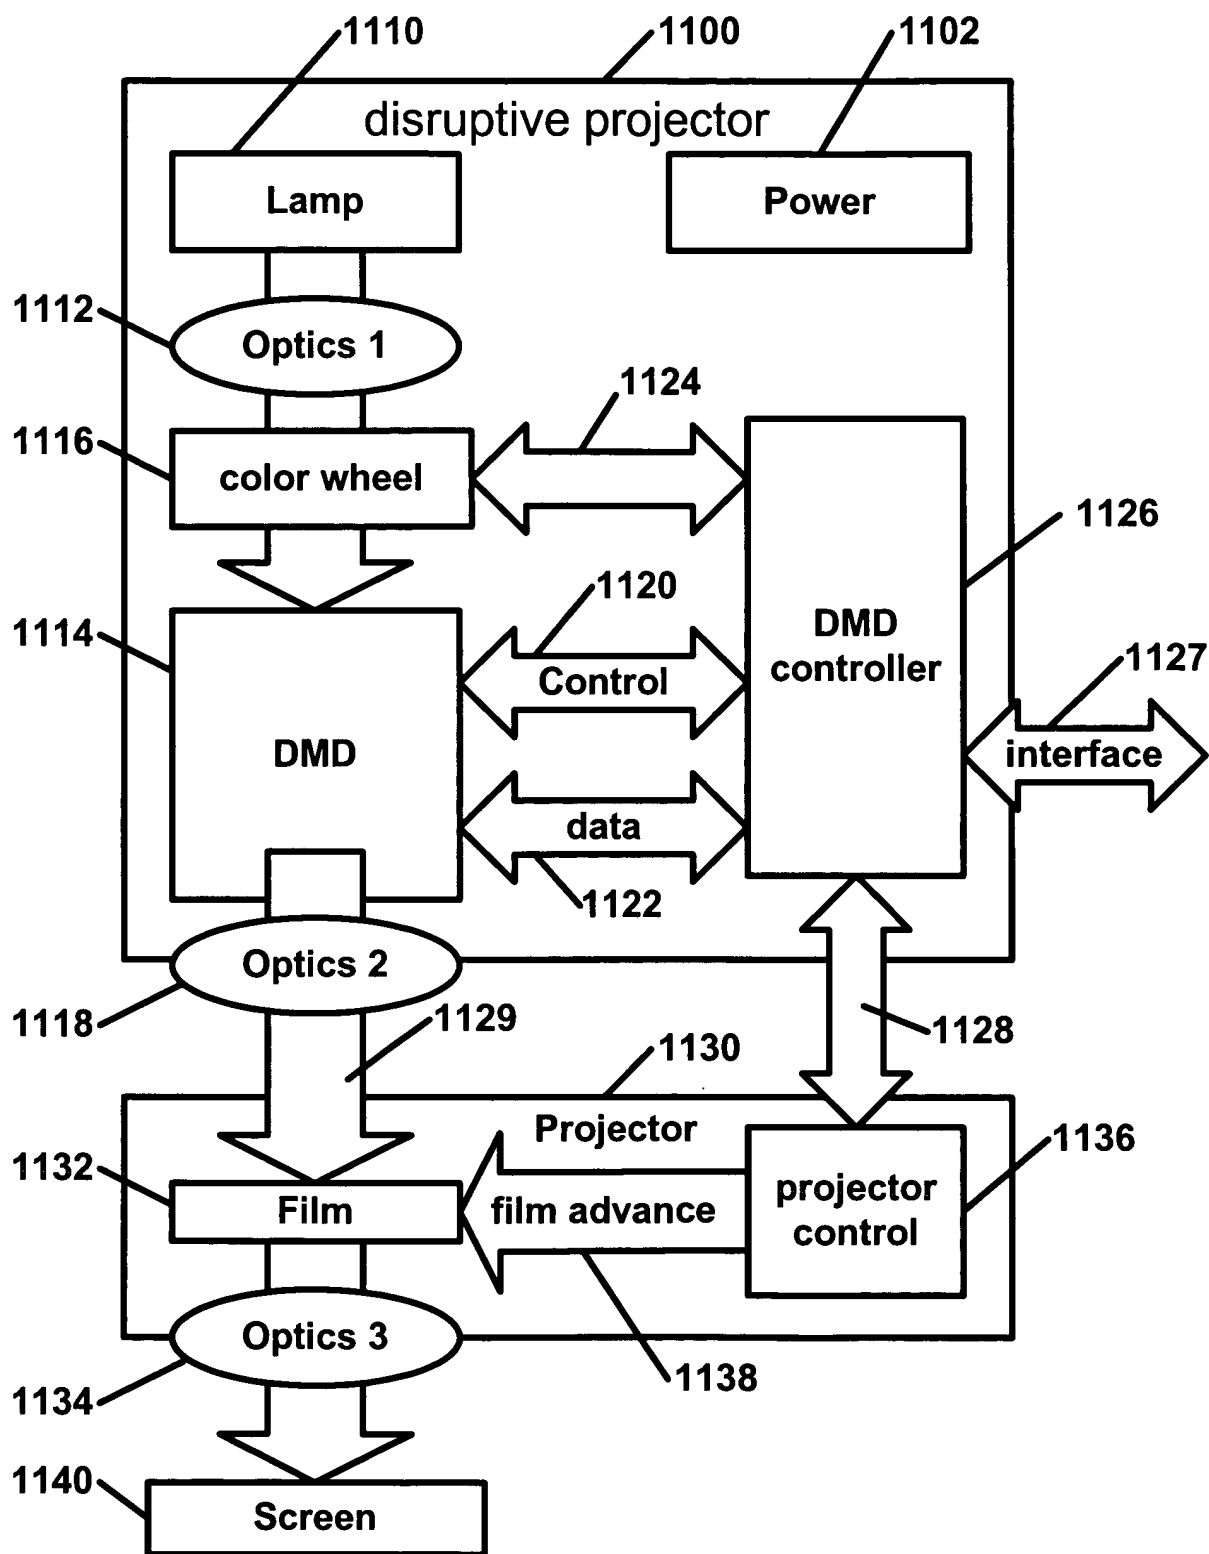 1110
1100
1102
disruptive projector
Lamp
Power
1112
Optics 1
1124
1116
color wheel
1126
1120
1114
DMD
controller
Control
1127
DMD
interface
data
1122
Optics 2
1118
1129
1128
1130
Projector
1136
1132
Film
film advance
projector
control
Optics 3
1138
1134
1140
Screen